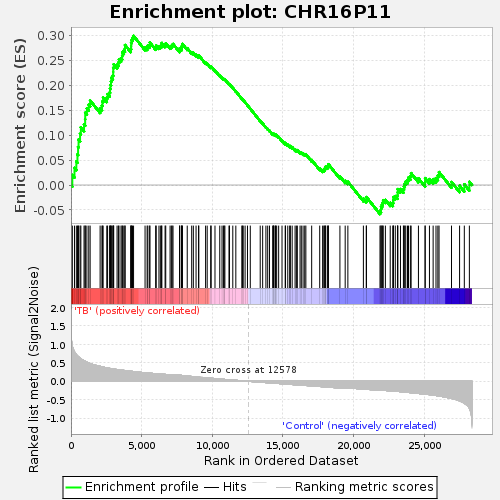 Enrichment plot: CHR16P11
Enrichment score (ES)
0.30
0.25
0.20
0.15
0.10
0.05
0.00
-0.05
Ranked list metric (Signal2Noise)
2.0
1.5
1.0
0.5
0.0
-0.5
-1.0
'TB' (positively correlated)
Zero cross at 12578
'Control' (negatively correlated)
0
5,000
10,000
15,000
20,000
25,000
Rank in Ordered Dataset
Enrichment profile
Hits
Ranking metric scores